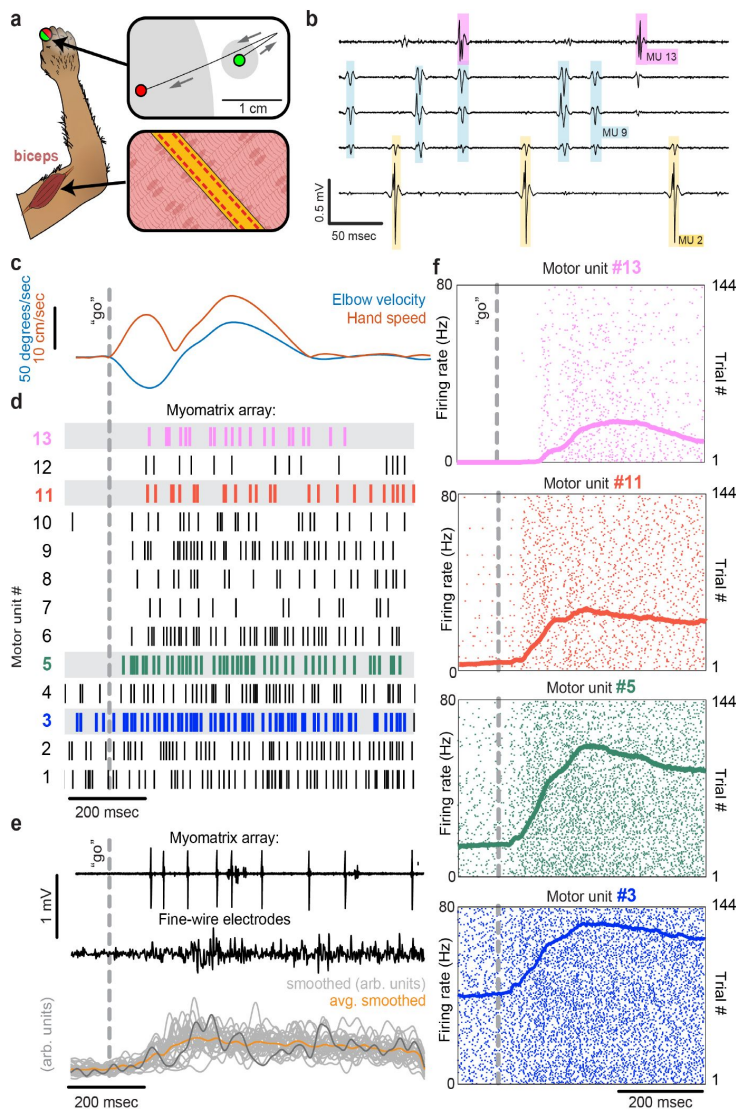 a
biceps
1 cm
b
MU 13
MU 9
MU 2
0.5 mV
50 msec
c
50 degrees/sec
10 cm/sec
"go"
Elbow velocity
Hand speed
d
Myomatrix array:
Motor unit #
13
12
11
10
9
8
7
6
5
4
3
2
1
200 msec
e
"go"
Myomatrix array:
1 mV
Fine-wire electrodes
smoothed (arb. units)
avg. smoothed
(arb. units)
200 msec
f
Motor unit #13
80
144
"go"
Firing rate (Hz)
Trial #
0
1
Motor unit #11
80
144
Firing rate (Hz)
Trial #
0
1
Motor unit #5
80
144
Firing rate (Hz)
Trial #
0
1
Motor unit #3
80
144
Firing rate (Hz)
Trial #
0
1
200 msec